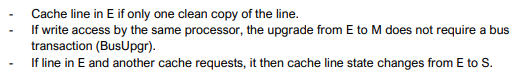 - Cache line in E if only one clean copy of the line.
- If write access by the same processor, the upgrade from E to M does not require a bus
transaction (BusUpgr).
- If line in E and another cache requests, it then cache line state changes from E to S.